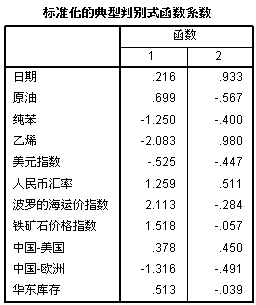 标准化的典型判别式函数系数
函数
1 2
日期 .216 .933
原油 .699 -.567
纯苯 -1.250 -.400
乙烯 -2.083 .980
美元指数 -.525 -.447
人民币汇率 1.259 .511
波罗的海运价指数 2.113 -.284
铁矿石价格指数 1.518 -.057
中国-美国 .378 .450
中国-欧洲 -1.316 -.491
华东库存 .513 -.039